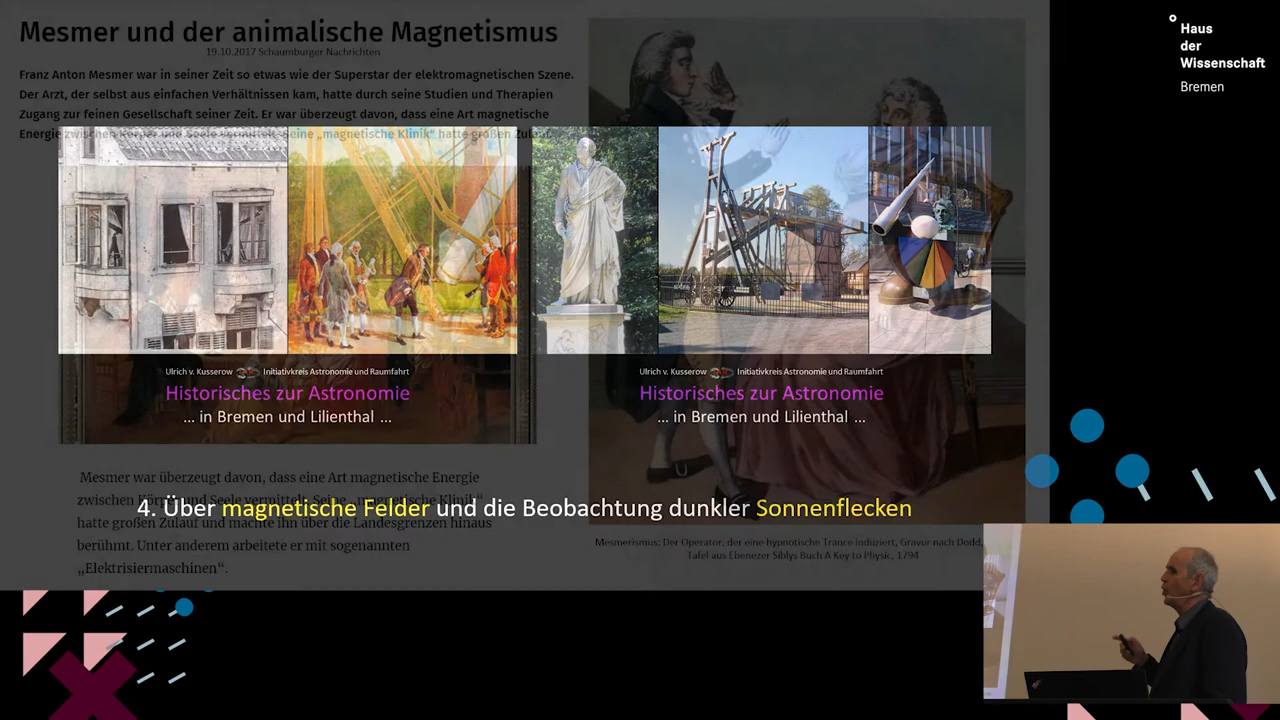 Mesmer und der animalische Magnetismus
19.10.2017 Schaumburger Nachrichten
Franz Anton Mesmer war in seiner Zeit so etwas wie der Superstar der elektromagnetischen Szene.
Der Arzt, der selbst aus einfachen Verhältnissen kam, hatte durch seine Studien und Therapien
Zugang zur feinen Gesellschaft seiner Zeit. Er war überzeugt davon, dass eine Art magnetische
Energie zwischen Körper und Seele vermittelt. Seine „magnetische Klinik" hatte großen Zulauf.
Haus
der
Wissenschaft
Bremen
Ulrich v. Kusserow Initiativkreis Astronomie und Raumfahrt
Historisches zur Astronomie
... in Bremen und Lilienthal ...
Ulrich v. Kusserow Initiativkreis Astronomie und Raumfahrt
Historisches zur Astronomie
... in Bremen und Lilienthal ...
Mesmer war überzeugt davon, dass eine Art magnetische Energie
zwischen Körper und Seele vermittelt. Seine „magnetische Klinik"
4. Über magnetische Felder und die Beobachtung dunkler Sonnenflecken
hatte großen Zulauf und machte ihn über die Landesgrenzen hinaus
berühmt. Unter anderem arbeitete er mit sogenannten
„Elektrisiermaschinen".
Mesmerismus: Der Operator, der eine hypnotische Trance induziert, Gravur nach Dodd,
Tafel aus Ebenezer Siblys Buch A Key to Physic, 1794